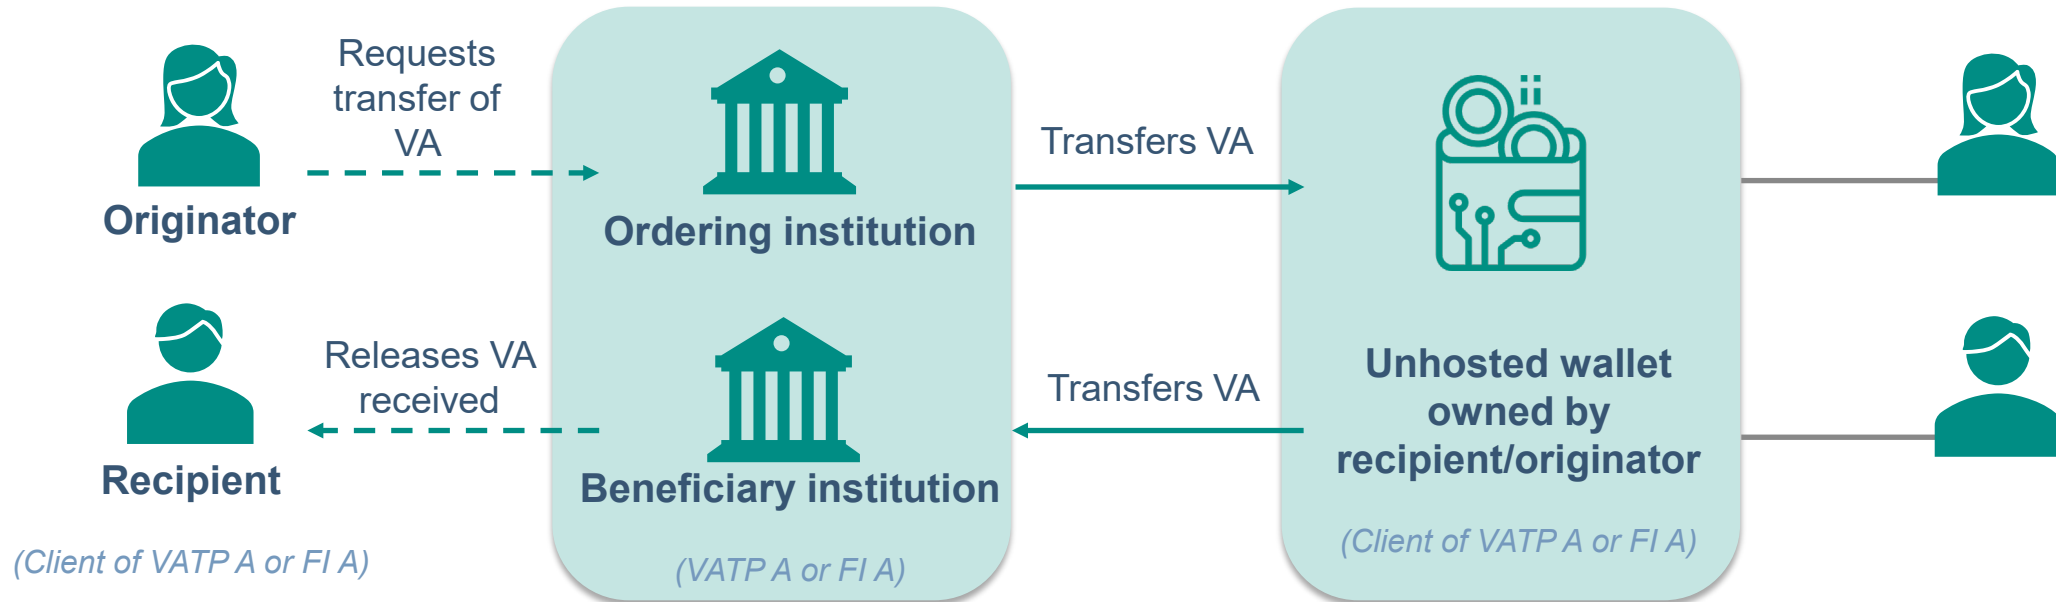 Requests
transfer of
VA
Originator
Ordering institution
Transfers VA
Releases VA
received
Recipient
(Client of VATP A or FI A)
Beneficiary institution
(VATP A or FI A)
Transfers VA
Unhosted wallet
owned by
recipient/originator
(Client of VATP A or FI A)